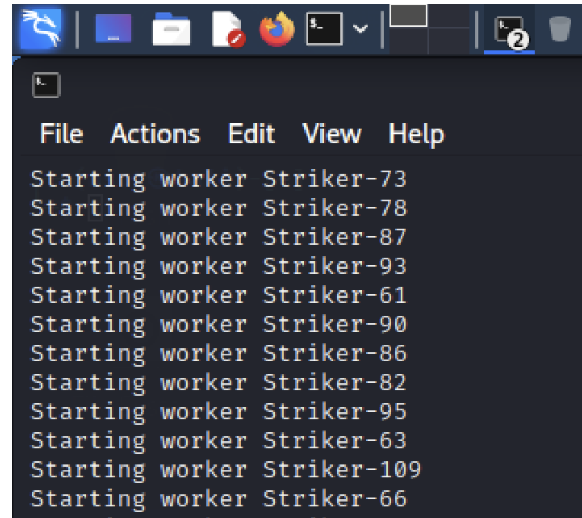 2
File Actions Edit View Help
Starting worker Striker-73
Starting worker Striker-78
Starting worker Striker-87
Starting worker Striker-93
Starting worker Striker-61
Starting worker Striker-90
Starting worker Striker-86
Starting worker Striker-82
Starting worker Striker-95
Starting worker Striker-63
Starting worker Striker-109
Starting worker Striker-66